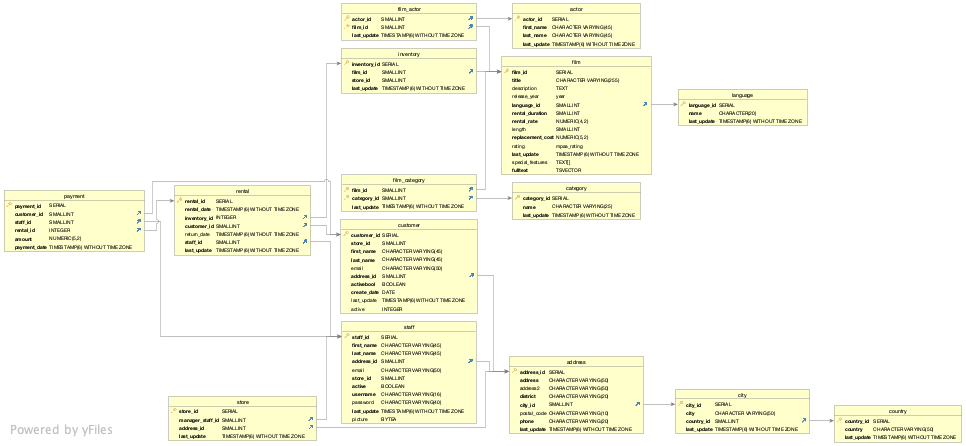 film_actor
actor_id SMALLINT
film_id SMALLINT
last_update TIMESTAMP(6) WITHOUT TIME ZONE
actor
actor_id SERIAL
first_name CHARACTER VARYING(45)
last_name CHARACTER VARYING(45)
last_update TIMESTAMP(6) WITHOUT TIME ZONE
inventory
inventory_id SERIAL
film_id SMALLINT
store_id SMALLINT
last_update TIMESTAMP(6) WITHOUT TIME ZONE
film
film_id SERIAL
title CHARACTER VARYING(255)
description TEXT
release_year year
language_id SMALLINT
rental_duration SMALLINT
rental_rate NUMERIC(4,2)
length SMALLINT
replacement_cost NUMERIC(5,2)
rating mpaa_rating
last_update TIMESTAMP(6) WITHOUT TIME ZONE
special_features TEXT[]
fulltext TSVECTOR
language
language_id SERIAL
name CHARACTER(20)
last_update TIMESTAMP(6) WITHOUT TIME ZONE
film_category
film_id SMALLINT
category_id SMALLINT
last_update TIMESTAMP(6) WITHOUT TIME ZONE
category
category_id SERIAL
name CHARACTER VARYING(25)
last_update TIMESTAMP(6) WITHOUT TIME ZONE
payment
payment_id SERIAL
customer_id SMALLINT
staff_id SMALLINT
rental_id INTEGER
amount NUMERIC(5,2)
payment_date TIMESTAMP(6) WITHOUT TIME ZONE
rental
rental_id SERIAL
rental_date TIMESTAMP(6) WITHOUT TIME ZONE
inventory_id INTEGER
customer_id SMALLINT
return_date TIMESTAMP(6) WITHOUT TIME ZONE
staff_id SMALLINT
last_update TIMESTAMP(6) WITHOUT TIME ZONE
customer
customer_id SERIAL
store_id SMALLINT
first_name CHARACTER VARYING(45)
last_name CHARACTER VARYING(45)
email CHARACTER VARYING(50)
address_id SMALLINT
activebool BOOLEAN
create_date DATE
last_update TIMESTAMP(6) WITHOUT TIME ZONE
active INTEGER
staff
staff_id SERIAL
first_name CHARACTER VARYING(45)
last_name CHARACTER VARYING(45)
address_id SMALLINT
email CHARACTER VARYING(50)
store_id SMALLINT
active BOOLEAN
username CHARACTER VARYING(16)
password CHARACTER VARYING(40)
last_update TIMESTAMP(6) WITHOUT TIME ZONE
picture BYTEA
store
store_id SERIAL
manager_staff_id SMALLINT
address_id SMALLINT
last_update TIMESTAMP(6) WITHOUT TIME ZONE
address
address_id SERIAL
address CHARACTER VARYING(50)
address2 CHARACTER VARYING(50)
district CHARACTER VARYING(20)
city_id SMALLINT
postal_code CHARACTER VARYING(10)
phone CHARACTER VARYING(20)
last_update TIMESTAMP(6) WITHOUT TIME ZONE
city
city_id SERIAL
city CHARACTER VARYING(50)
country_id SMALLINT
last_update TIMESTAMP(6) WITHOUT TIME ZONE
country
country_id SERIAL
country CHARACTER VARYING(50)
last_update TIMESTAMP(6) WITHOUT TIME ZONE
Powered by yFiles